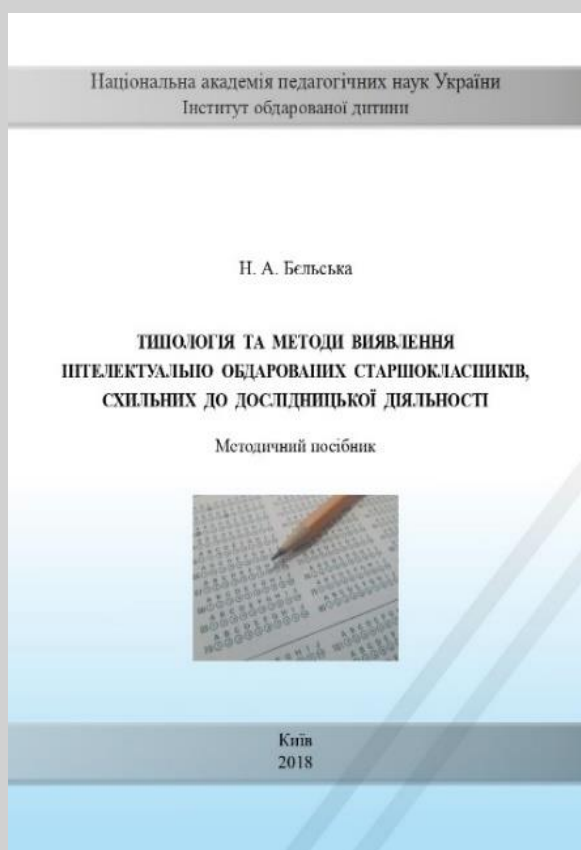 Національна академія педагогічних наук України
Інститут обдарованої дитини
Н. А. Бєльська
ТИПОЛОГІЯ ТА МЕТОДИ ВИЯВЛЕННЯ
ІНТЕЛЕКТУАЛЬНО ОБДАРОВАНИХ СТАРШОКЛАСНИКІВ,
СХИЛЬНИХ ДО ДОСЛІДНИЦЬКОЇ ДІЯЛЬНОСТІ
Методичний посібник
Київ
2018